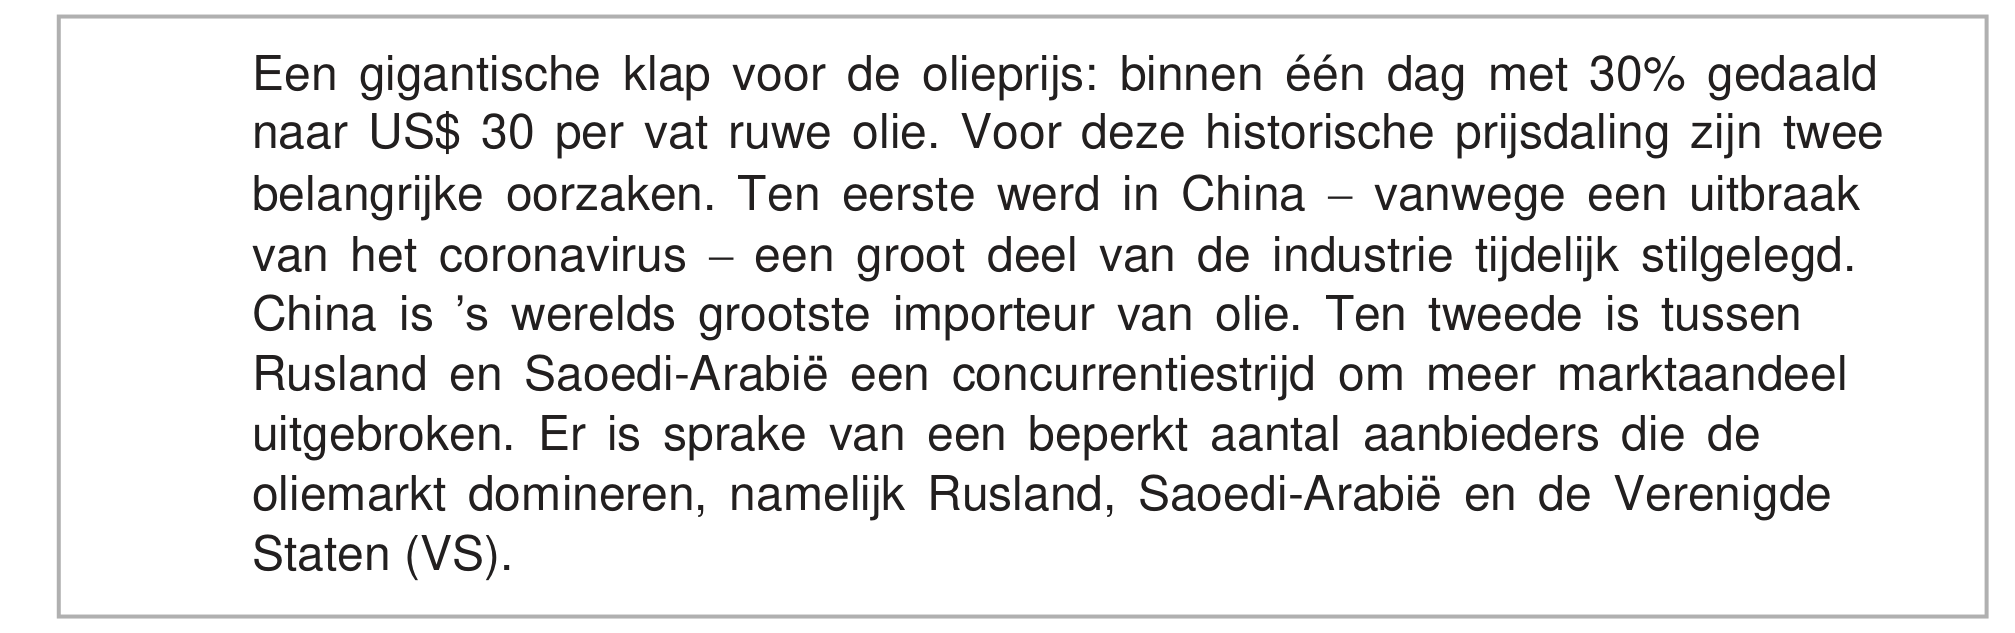 Een gigantische klap voor de olieprijs: binnen één dag met 30% gedaald
naar US$ 30 per vat ruwe olie. Voor deze historische prijsdaling zijn twee
belangrijke oorzaken. Ten eerste werd in China – vanwege een uitbraak
van het coronavirus – een groot deel van de industrie tijdelijk stilgelegd.
China is ’s werelds grootste importeur van olie. Ten tweede is tussen
Rusland en Saoedi-Arabië een concurrentiestrijd om meer marktaandeel
uitgebroken. Er is sprake van een beperkt aantal aanbieders die de
oliemarkt domineren, namelijk Rusland, Saoedi-Arabië en de Verenigde
Staten (VS).